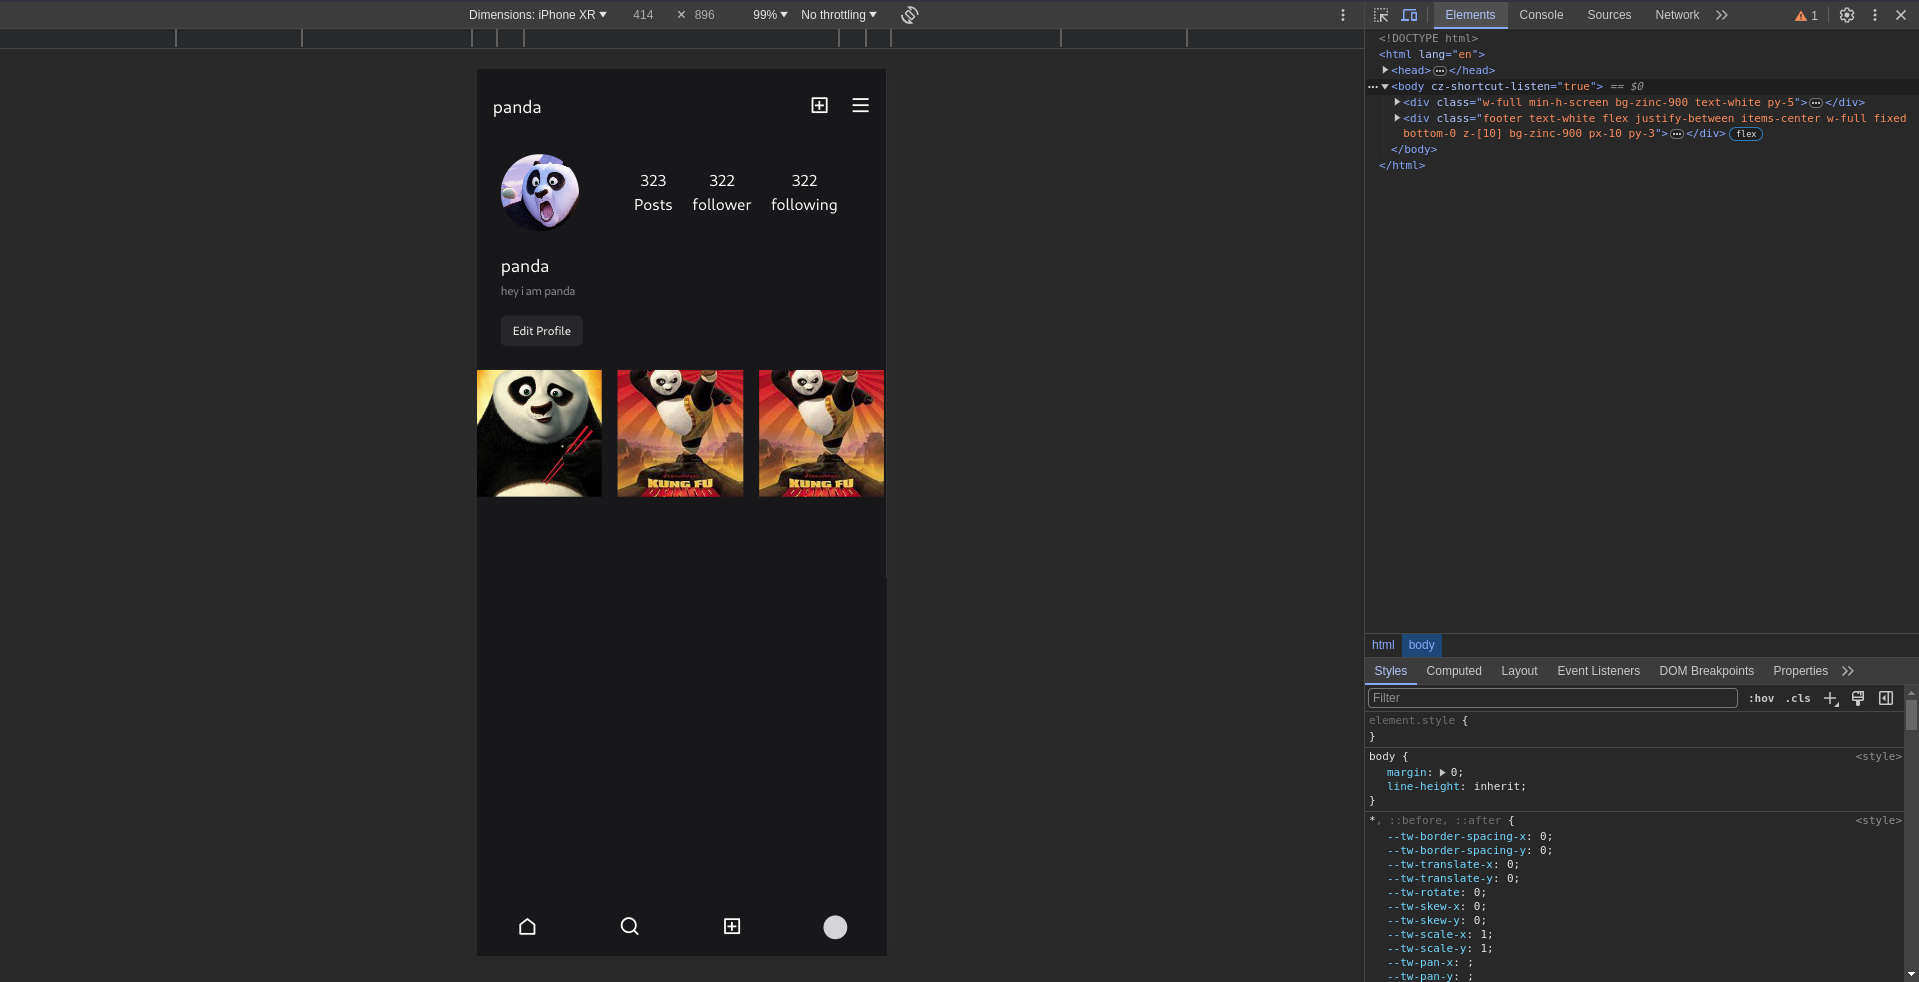 Dimensions: iPhone XR 414 × 896 99% No throttling
panda
323 322 322
Posts follower following
panda
hey i am panda
Edit Profile
KUNG FU KUNG FU
Elements Console Sources Network 1
<!DOCTYPE html>
<html lang="en">
<head> </head>
<body cz-shortcut-listen="true"> == $0
<div class="w-full min-h-screen bg-zinc-900 text-white py-5"> </div>
<div class="footer text-white flex justify-between items-center w-full fixed
bottom-0 z-[10] bg-zinc-900 px-10 py-3"> </div> flex
</body>
</html>
html body
Styles Computed Layout Event Listeners DOM Breakpoints Properties
Filter :hov .cls
element.style {
}
body { <style>
margin: 0;
line-height: inherit;
}
*, ::before, ::after { <style>
--tw-border-spacing-x: 0;
--tw-border-spacing-y: 0;
--tw-translate-x: 0;
--tw-translate-y: 0;
--tw-rotate: 0;
--tw-skew-x: 0;
--tw-skew-y: 0;
--tw-scale-x: 1;
--tw-scale-y: 1;
--tw-pan-x: ;
--tw-pan-y: ;